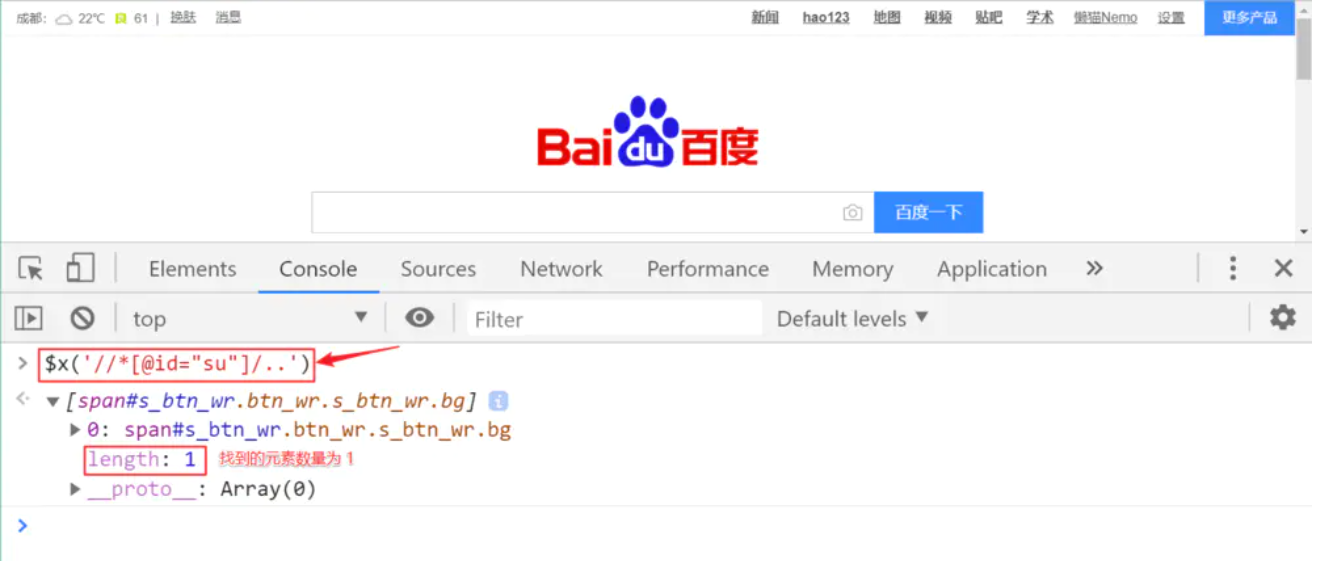 成都: 22℃ 良 61 | 换肤 消息 新闻 hao123 地图 视频 贴吧 学术 懒猫Nemo 设置 更多产品
Bai du 百度
百度一下
Elements Console Sources Network Performance Memory Application »
top ▼ Filter Default levels ▼
> $x('//*[@id="su"]/..')
▼ [span#s_btn_wr.btn_wr.s_btn_wr.bg] i
▶ 0: span#s_btn_wr.btn_wr.s_btn_wr.bg
length: 1 找到的元素数量为 1
▶ __proto__: Array(0)
>